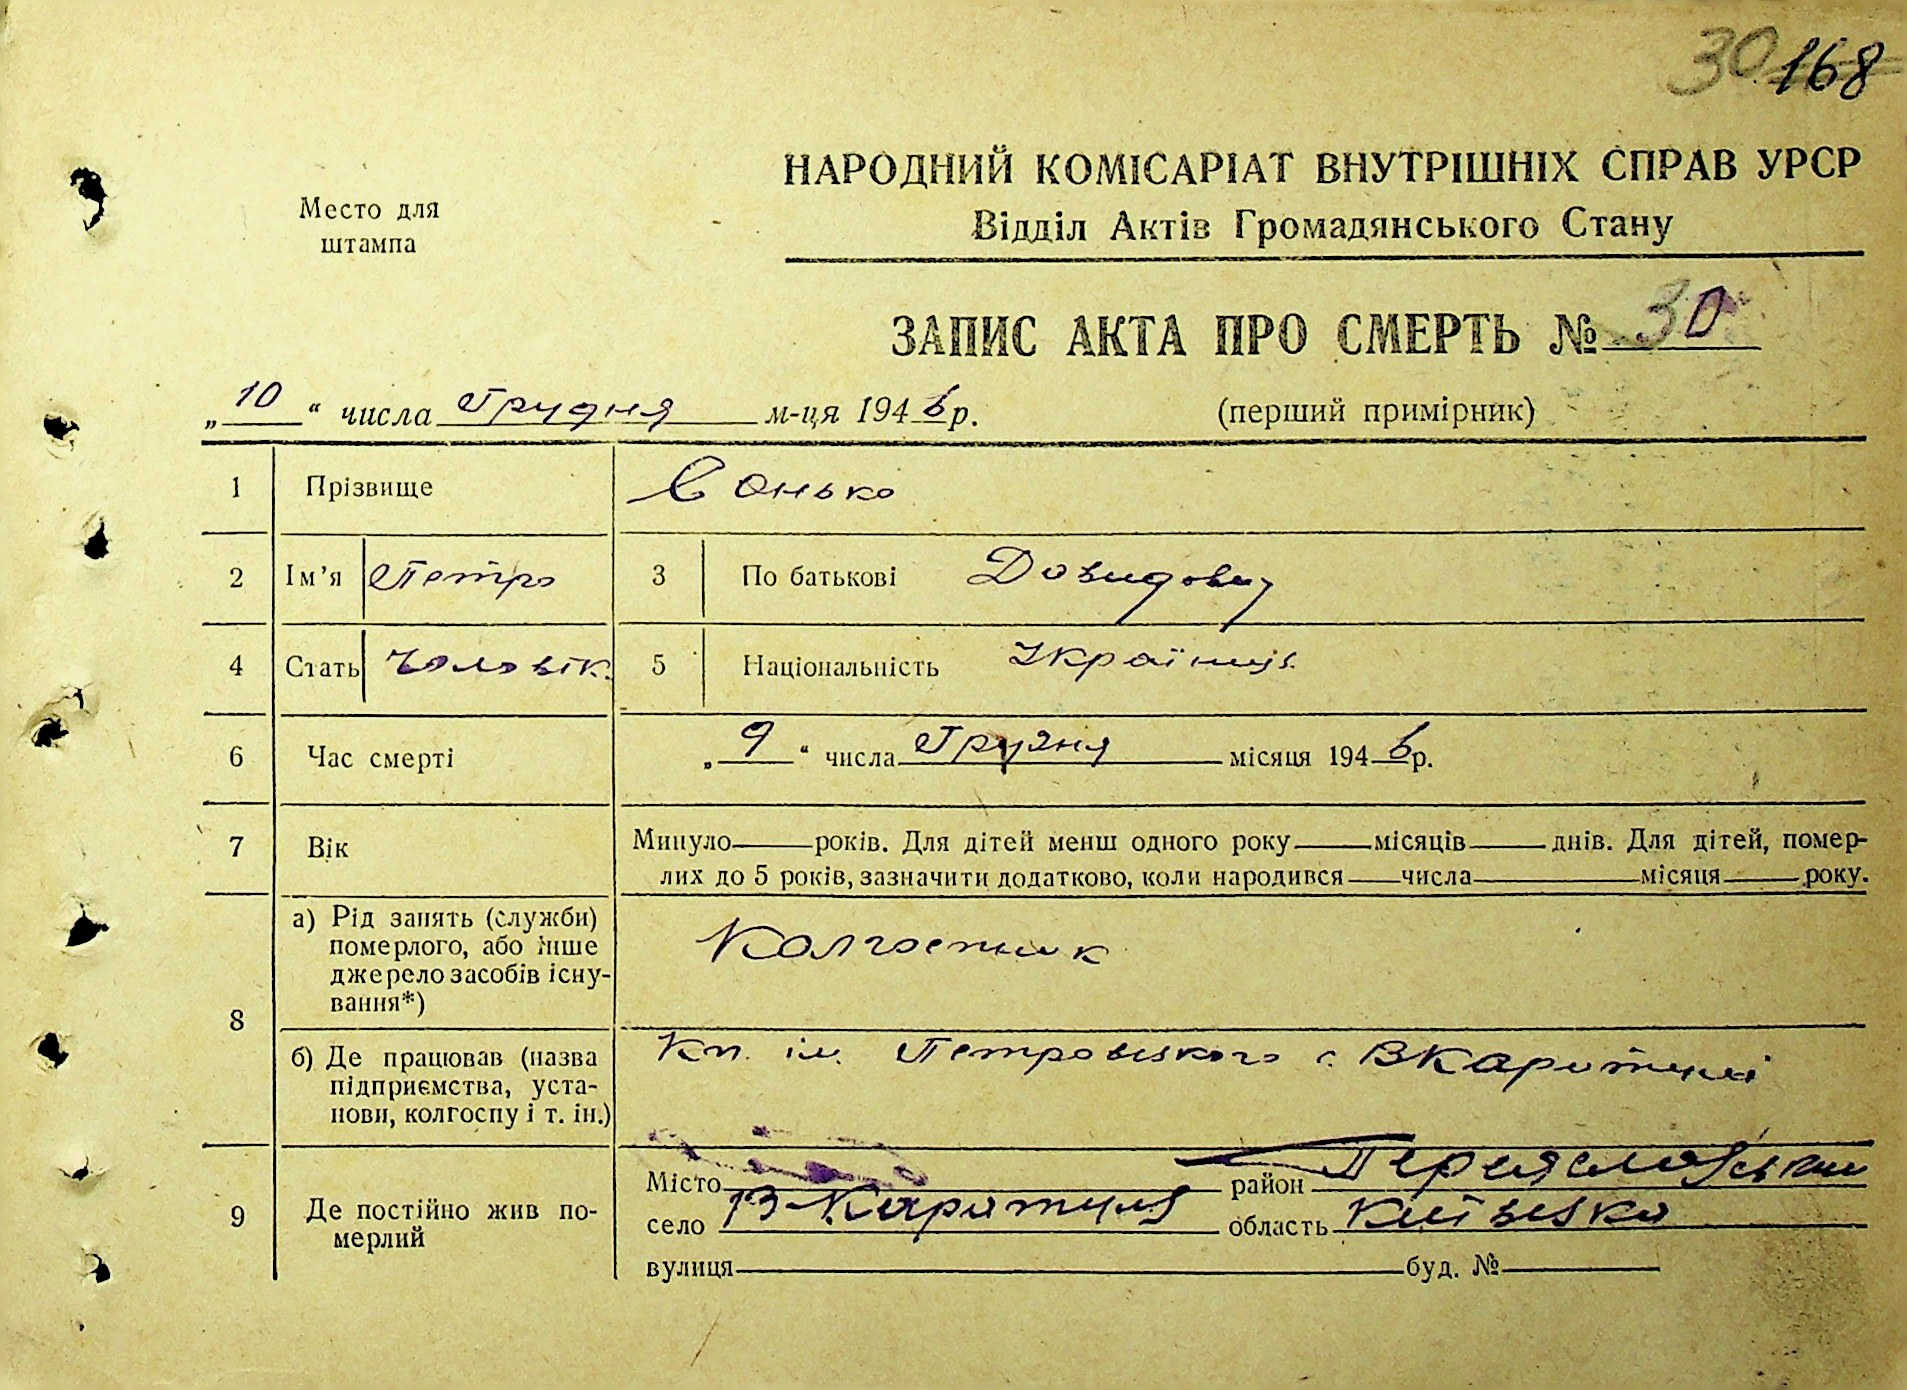 30 168
НАРОДНИЙ КОМІСАРІАТ ВНУТРІШНІХ СПРАВ УРСР
Место для
штампа
Відділ Актів Громадянського Стану
ЗАПИС АКТА ПРО СМЕРТЬ № 30
„10“ числа Грудня м-ця 1946 р. (перший примірник)
1 Прізвище Сонько
2 Ім’я Петро 3 По батькові Довидович
4 Стать Чоловік. 5 Національність Українець
6 Час смерті „9“ числа Грудня місяця 1946 р.
7 Вік Минуло — років. Для дітей менш одного року — місяців — днів. Для дітей, помер-
лих до 5 років, зазначити додатково, коли народився — числа — місяця — року.
8 а) Рід занять (служби)
померлого, або інше
джерело засобів існу-
вання*)
Колгоспник
б) Де працював (назва
підприємства, уста-
нови, колгоспу і т. ін.)
Кп. ім. Петровського с. В Каратулі
9 Де постійно жив по-
мерлий
Місто район Переяславський
село В-Каратуля область Київська
вулиця буд. №